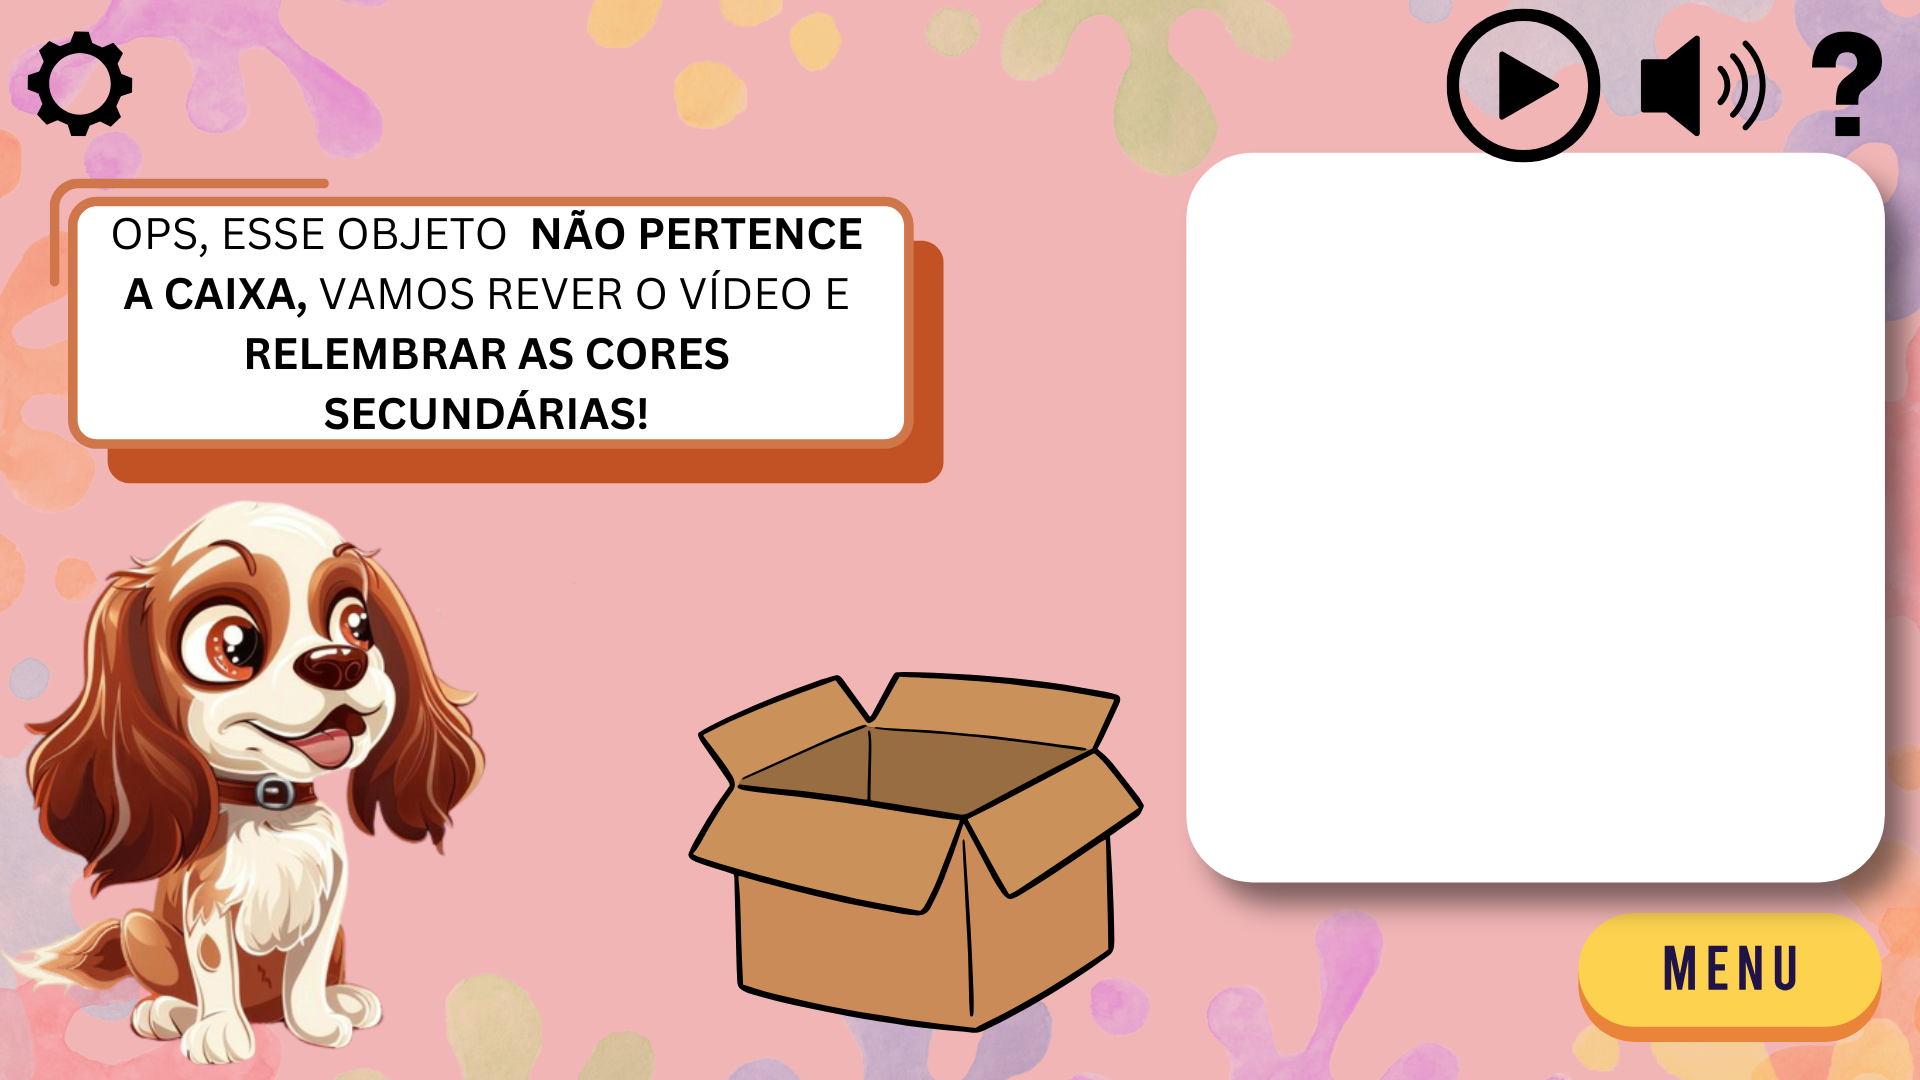 OPS, ESSE OBJETO NÃO PERTENCE
A CAIXA, VAMOS REVER O VÍDEO E
RELEMBRAR AS CORES
SECUNDÁRIAS!
?
MENU